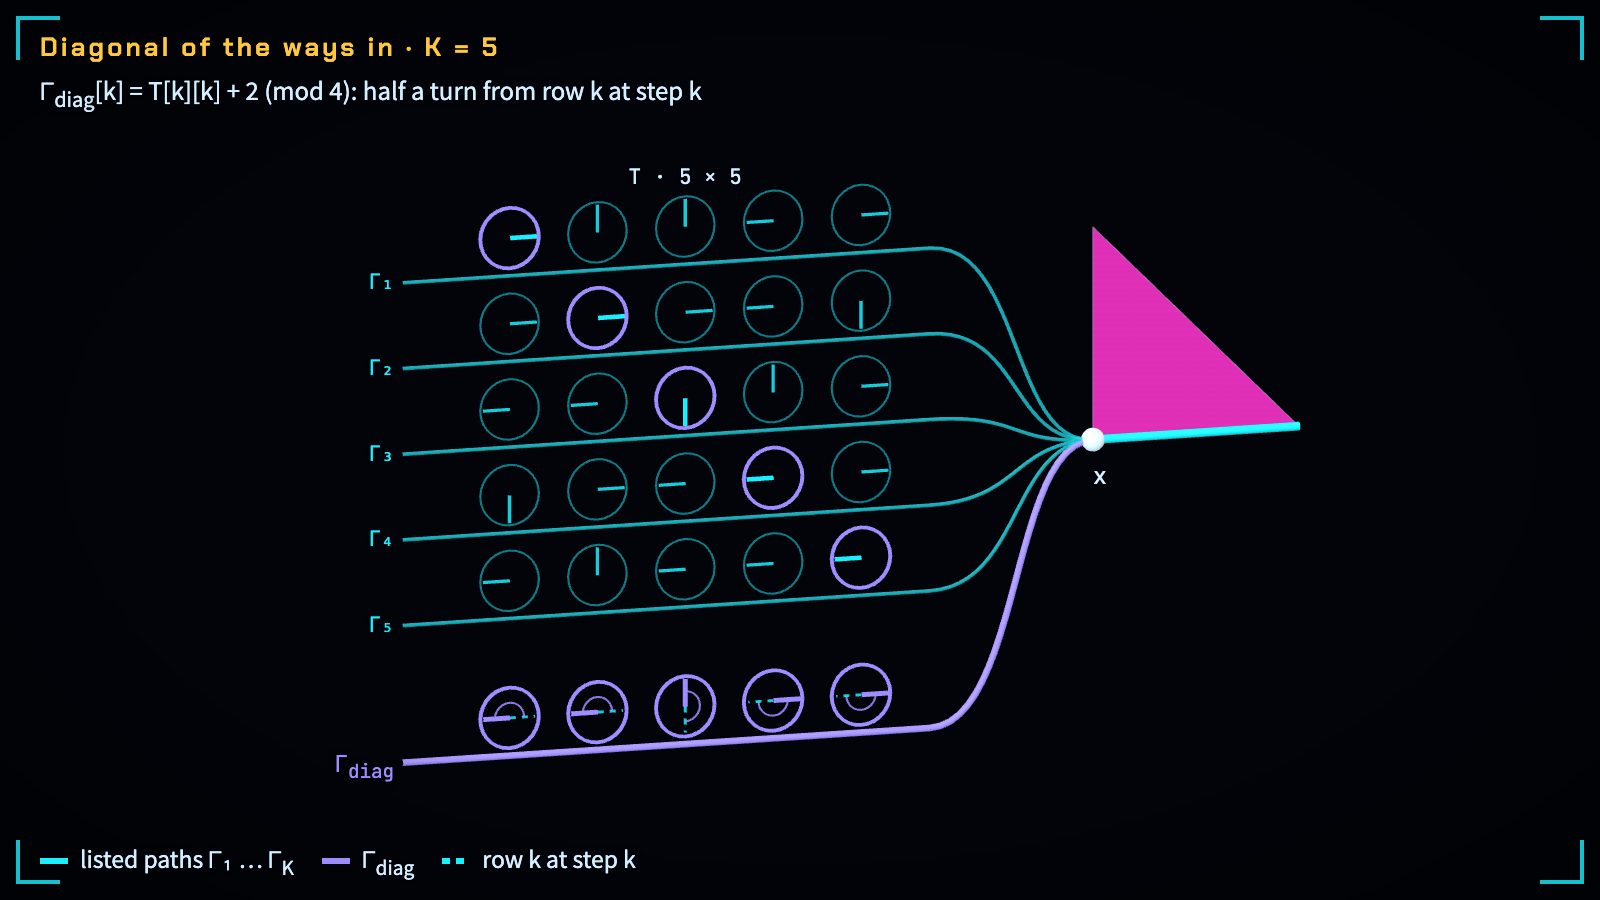 Diagonal of the ways in · K = 5
Γdiag[k] = T[k][k] + 2 (mod 4): half a turn from row k at step k
T · 5 × 5
Γ₁
Γ₂
Γ₃
Γ₄
Γ₅
Γdiag
x
listed paths Γ₁ … ΓK
Γdiag
row k at step k